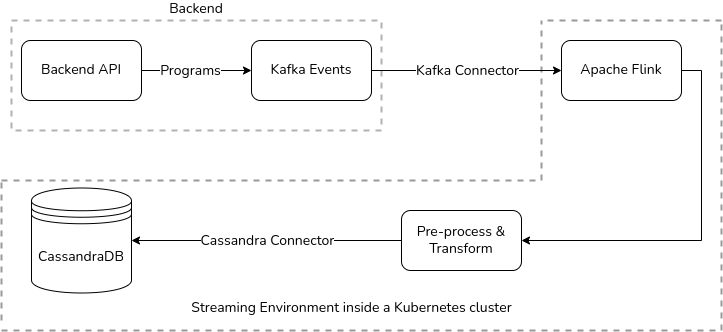 Backend
Backend API
Programs
Kafka Events
Kafka Connector
Apache Flink
Pre-process &
Transform
Cassandra Connector
CassandraDB
Streaming Environment inside a Kubernetes cluster